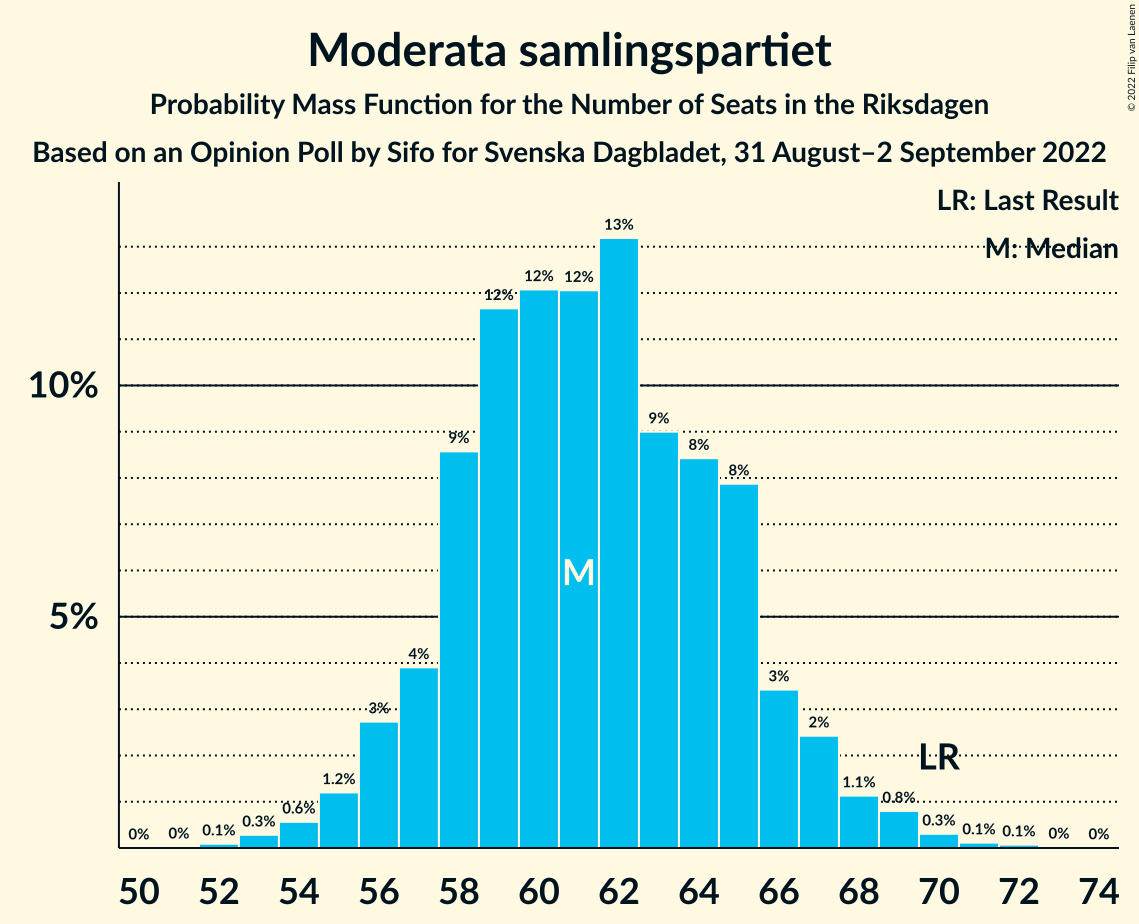 Moderata samlingspartiet
Probability Mass Function for the Number of Seats in the Riksdagen
Based on an Opinion Poll by Sifo for Svenska Dagbladet, 31 August–2 September 2022
© 2022 Filip van Laenen
LR: Last Result
M: Median
10%
5%
0% 0% 0.1% 0.3% 0.6% 1.2% 3% 4% 9% 12% 12% 12% 13% 9% 8% 8% 3% 2% 1.1% 0.8% 0.3% 0.1% 0.1% 0% 0%
M
LR
50 52 54 56 58 60 62 64 66 68 70 72 74